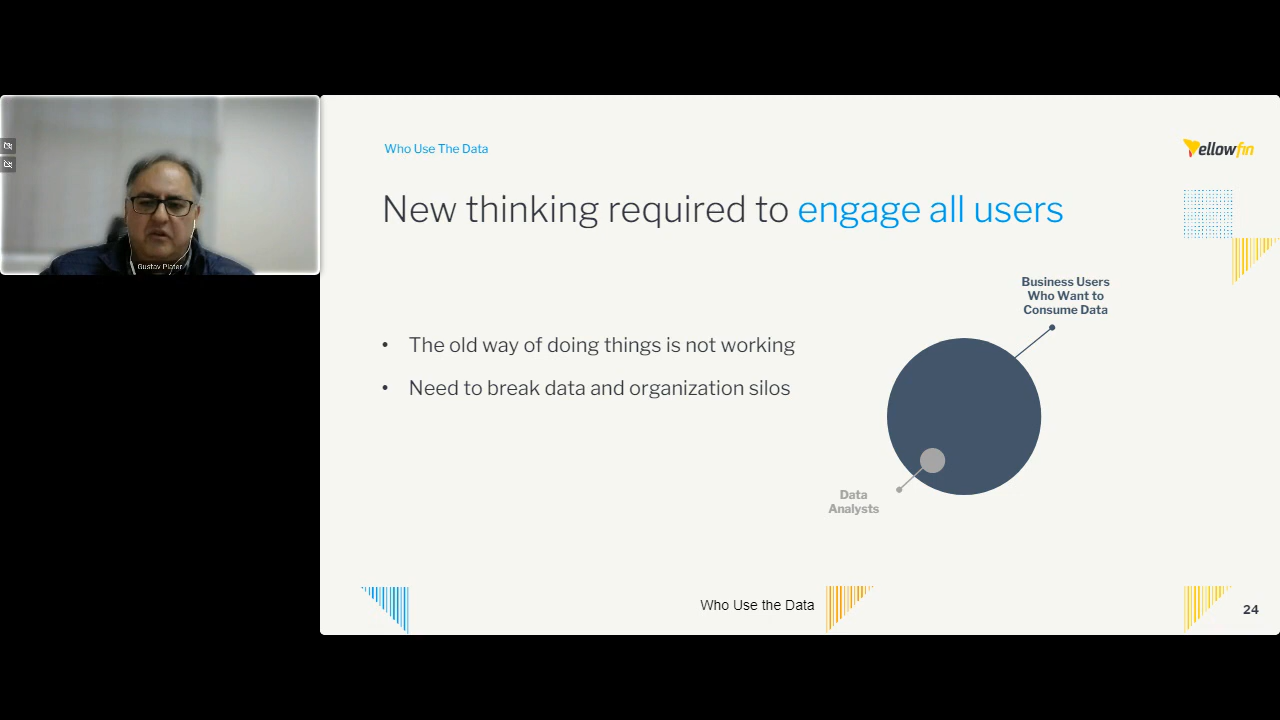 Gustav Plater
Who Use The Data
Yellowfin
New thinking required to engage all users
• The old way of doing things is not working
• Need to break data and organization silos
Business Users
Who Want to
Consume Data
Data
Analysts
Who Use the Data
24